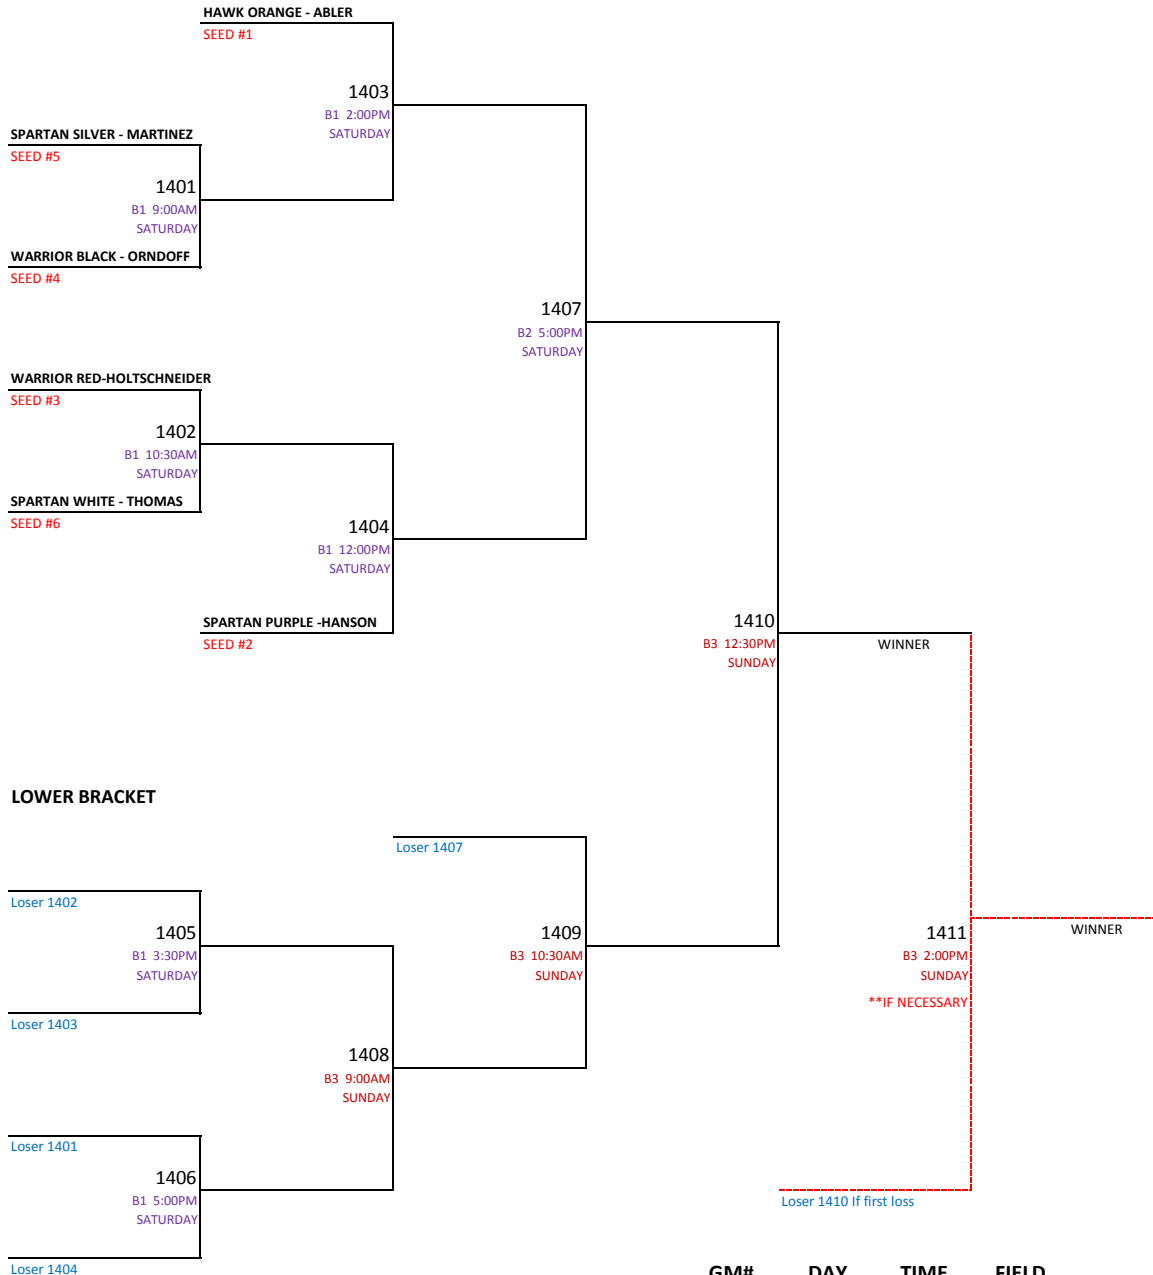 HAWK ORANGE - ABLER
SEED #1
1403
B1 2:00PM
SATURDAY
SPARTAN SILVER - MARTINEZ
SEED #5
1401
B1 9:00AM
SATURDAY
WARRIOR BLACK - ORNDOFF
SEED #4
1407
B2 5:00PM
SATURDAY
WARRIOR RED-HOLTSCHNEIDER
SEED #3
1402
B1 10:30AM
SATURDAY
SPARTAN WHITE - THOMAS
SEED #6
1404
B1 12:00PM
SATURDAY
SPARTAN PURPLE -HANSON
SEED #2
1410
B3 12:30PM
SUNDAY
WINNER
LOWER BRACKET
Loser 1407
Loser 1402
1405
B1 3:30PM
SATURDAY
Loser 1403
1409
B3 10:30AM
SUNDAY
1411
B3 2:00PM
SUNDAY
**IF NECESSARY
WINNER
1408
B3 9:00AM
SUNDAY
Loser 1401
1406
B1 5:00PM
SATURDAY
Loser 1404
Loser 1410 If first loss
GM# DAY TIME FIELD